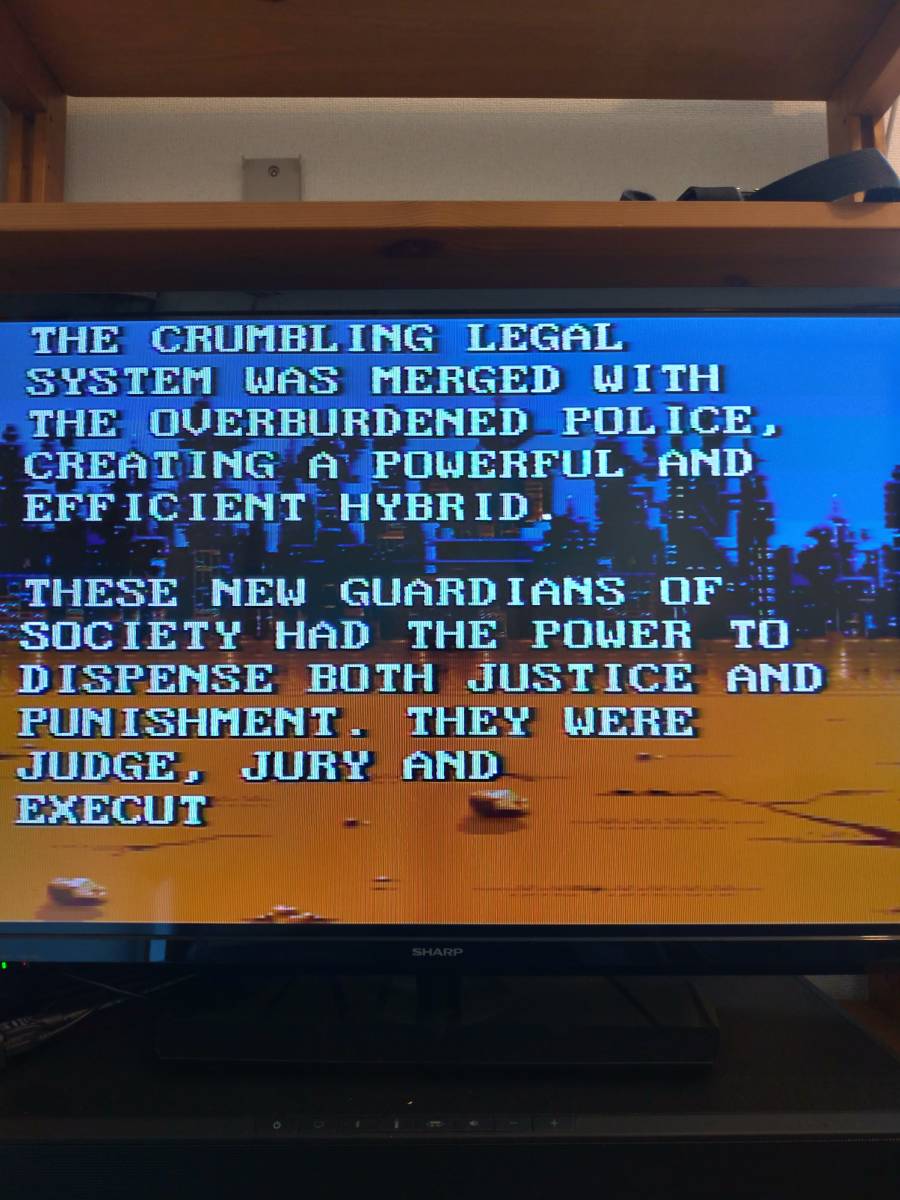 THE CRUMBLING LEGAL
SYSTEM WAS MERGED WITH
THE OVERBURDENED POLICE,
CREATING A POWERFUL AND
EFFICIENT HYBRID.
THESE NEW GUARDIANS OF
SOCIETY HAD THE POWER TO
DISPENSE BOTH JUSTICE AND
PUNISHMENT. THEY WERE
JUDGE, JURY AND
EXECUT
SHARP